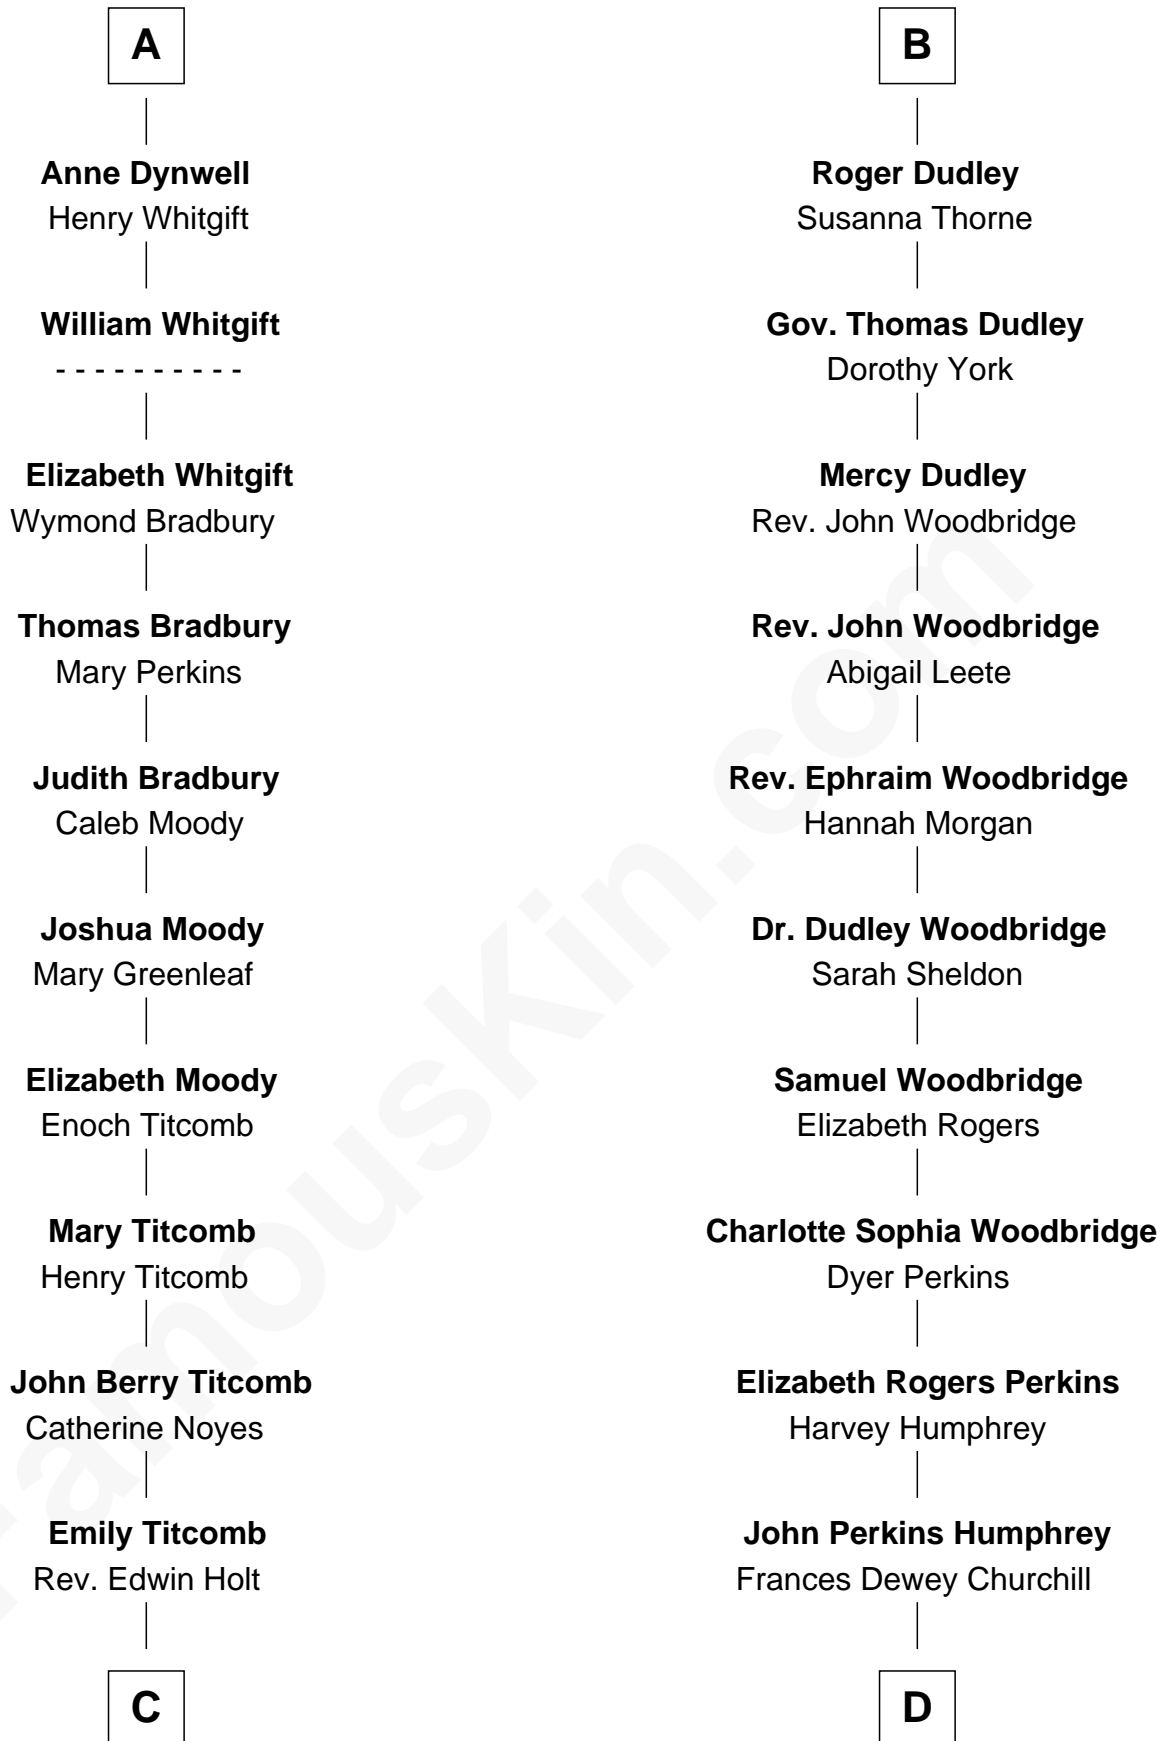 A
Anne Dynwell
Henry Whitgift
William Whitgift
- - - - - - - - - -
Elizabeth Whitgift
Wymond Bradbury
Thomas Bradbury
Mary Perkins
Judith Bradbury
Caleb Moody
Joshua Moody
Mary Greenleaf
Elizabeth Moody
Enoch Titcomb
Mary Titcomb
Henry Titcomb
John Berry Titcomb
Catherine Noyes
Emily Titcomb
Rev. Edwin Holt
C
B
Roger Dudley
Susanna Thorne
Gov. Thomas Dudley
Dorothy York
Mercy Dudley
Rev. John Woodbridge
Rev. John Woodbridge
Abigail Leete
Rev. Ephraim Woodbridge
Hannah Morgan
Dr. Dudley Woodbridge
Sarah Sheldon
Samuel Woodbridge
Elizabeth Rogers
Charlotte Sophia Woodbridge
Dyer Perkins
Elizabeth Rogers Perkins
Harvey Humphrey
John Perkins Humphrey
Frances Dewey Churchill
D
FamousKin.com